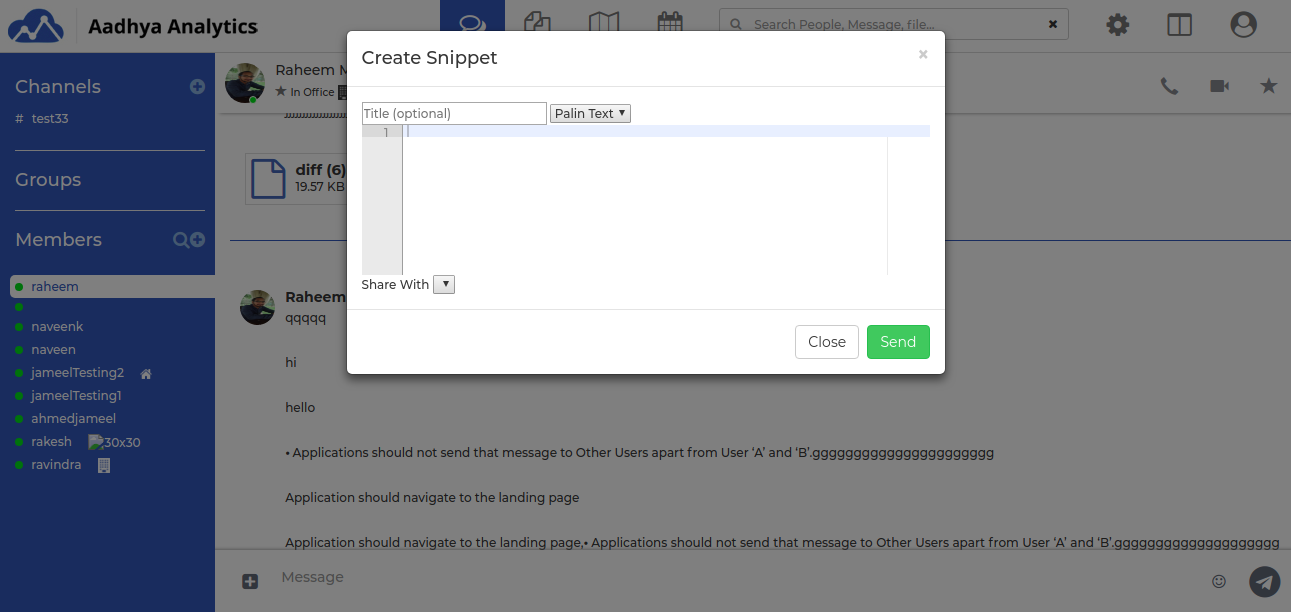 Aadhya Analytics
Search People, Message, file...
Create Snippet
×
Channels
# test33
Groups
Members
raheem
naveenk
naveen
jameelTesting2
jameelTesting1
ahmedjameel
rakesh 30x30
ravindra
Raheem M
In Office
diff (6)
19.57 KB
Title (optional)
Palin Text
1
Share With
Close
Send
Raheem
qqqqq
hi
hello
• Applications should not send that message to Other Users apart from User ‘A’ and ‘B’.gggggggggggggggggggggg
Application should navigate to the landing page
Application should navigate to the landing page,• Applications should not send that message to Other Users apart from User ‘A’ and ‘B’.gggggggggggggggggggg
Message